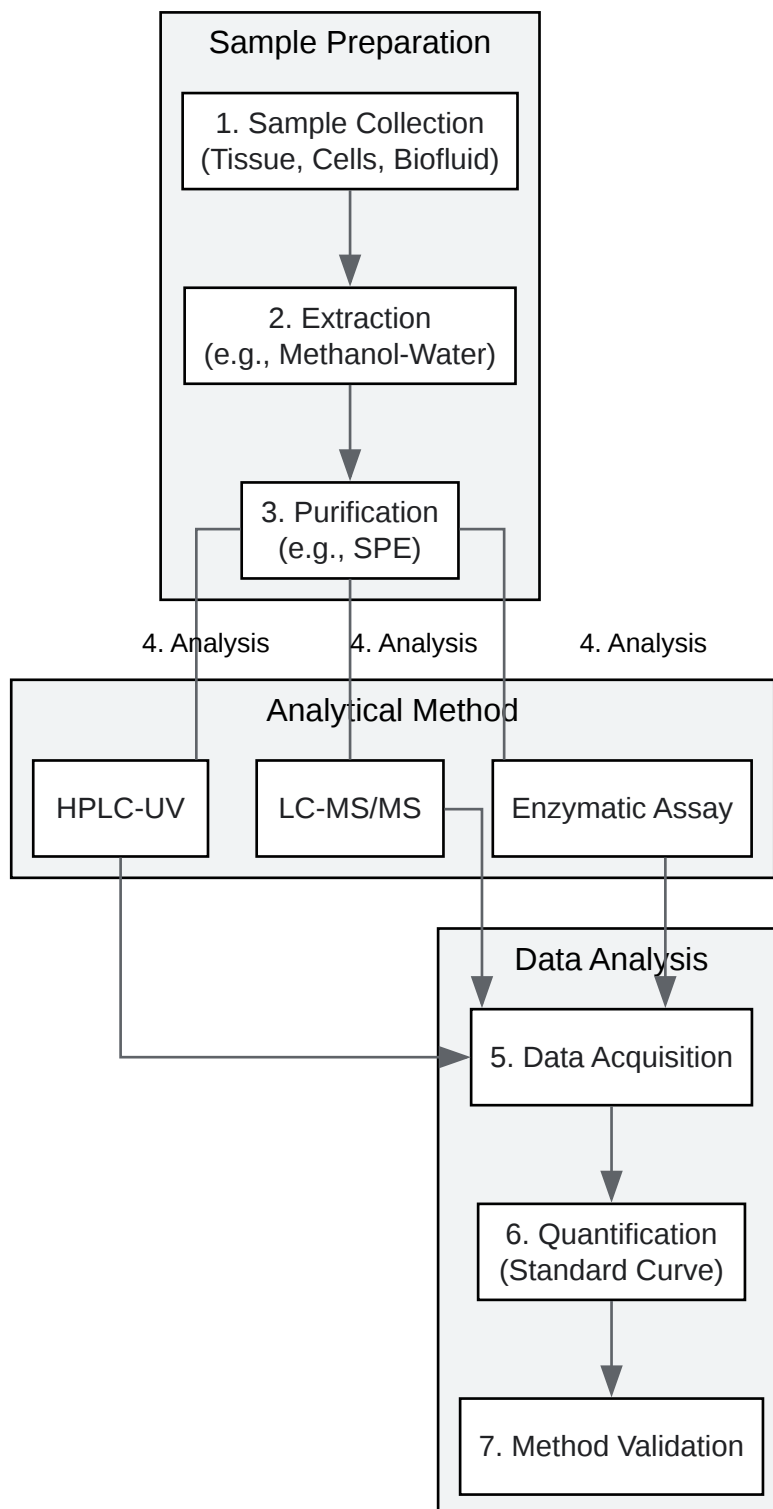 Sample Preparation
1. Sample Collection
(Tissue, Cells, Biofluid)
2. Extraction
(e.g., Methanol-Water)
3. Purification
(e.g., SPE)
4. Analysis
4. Analysis
4. Analysis
Analytical Method
HPLC-UV
LC-MS/MS
Enzymatic Assay
Data Analysis
5. Data Acquisition
6. Quantification
(Standard Curve)
7. Method Validation